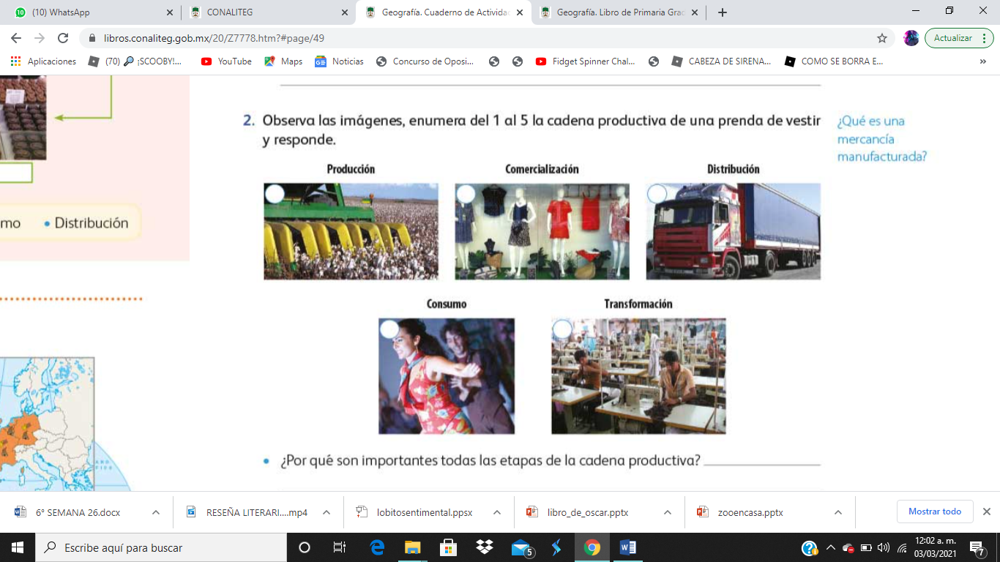 (10) WhatsApp
CONALITEG
Geografía. Cuaderno de Activida
Geografía. Libro de Primaria Grad
libros.conaliteg.gob.mx/20/Z7778.htm?#page/49
Actualizar
Aplicaciones
(70) 🔎 ¡SCOOBY!...
YouTube
Maps
Noticias
Concurso de Oposi...
Fidget Spinner Chal...
CABEZA DE SIRENA...
COMO SE BORRA E...
»
2. Observa las imágenes, enumera del 1 al 5 la cadena productiva de una prenda de vestir
y responde.
¿Qué es una
mercancía
manufacturada?
Producción
Comercialización
Distribución
mo • Distribución
Consumo
Transformación
• ¿Por qué son importantes todas las etapas de la cadena productiva?
6° SEMANA 26.docx
RESEÑA LITERARI....mp4
lobitosentimental.ppsx
libro_de_oscar.pptx
zooencasa.pptx
Mostrar todo
Escribe aquí para buscar
5
12:02 a. m.
03/03/2021
7